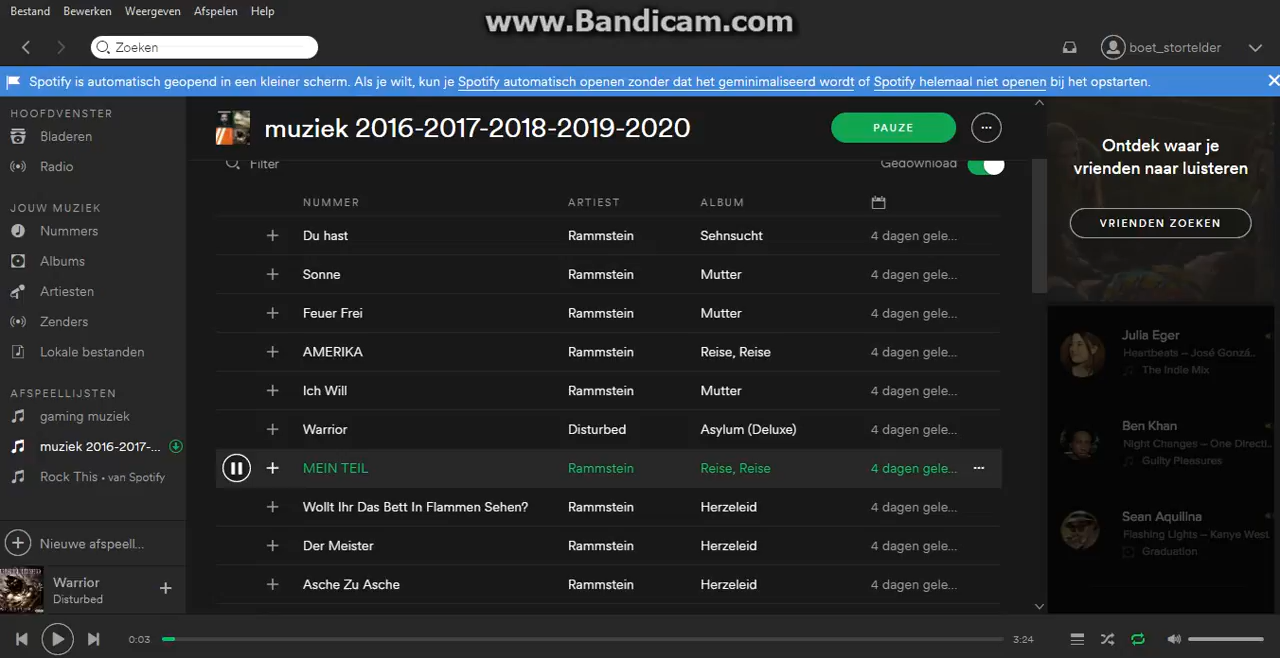 Bestand Bewerken Weergeven Afspelen Help
www.Bandicam.com
Zoeken
boet_stortelder
Spotify is automatisch geopend in een kleiner scherm. Als je wilt, kun je Spotify automatisch openen zonder dat het geminimaliseerd wordt of Spotify helemaal niet openen bij het opstarten.
HOOFDVENSTER
Bladeren
Radio
JOUW MUZIEK
Nummers
Albums
Artiesten
Zenders
Lokale bestanden
AFSPEELLIJSTEN
gaming muziek
muziek 2016-2017-...
Rock This • van Spotify
Nieuwe afspeell...
Warrior
Disturbed
muziek 2016-2017-2018-2019-2020
PAUZE
Filter
Gedownload
NUMMER ARTIEST ALBUM
Du hast Rammstein Sehnsucht 4 dagen gele...
Sonne Rammstein Mutter 4 dagen gele...
Feuer Frei Rammstein Mutter 4 dagen gele...
AMERIKA Rammstein Reise, Reise 4 dagen gele...
Ich Will Rammstein Mutter 4 dagen gele...
Warrior Disturbed Asylum (Deluxe) 4 dagen gele...
MEIN TEIL Rammstein Reise, Reise 4 dagen gele...
Wollt Ihr Das Bett In Flammen Sehen? Rammstein Herzeleid 4 dagen gele...
Der Meister Rammstein Herzeleid 4 dagen gele...
Asche Zu Asche Rammstein Herzeleid 4 dagen gele...
Ontdek waar je
vrienden naar luisteren
VRIENDEN ZOEKEN
Julia Eger
Heartbeats – José Gonzá...
The Indie Mix
Ben Khan
Night Changes – One Directi...
Guilty Pleasures
Sean Aquilina
Flashing Lights – Kanye West
Graduation
0:03
3:24